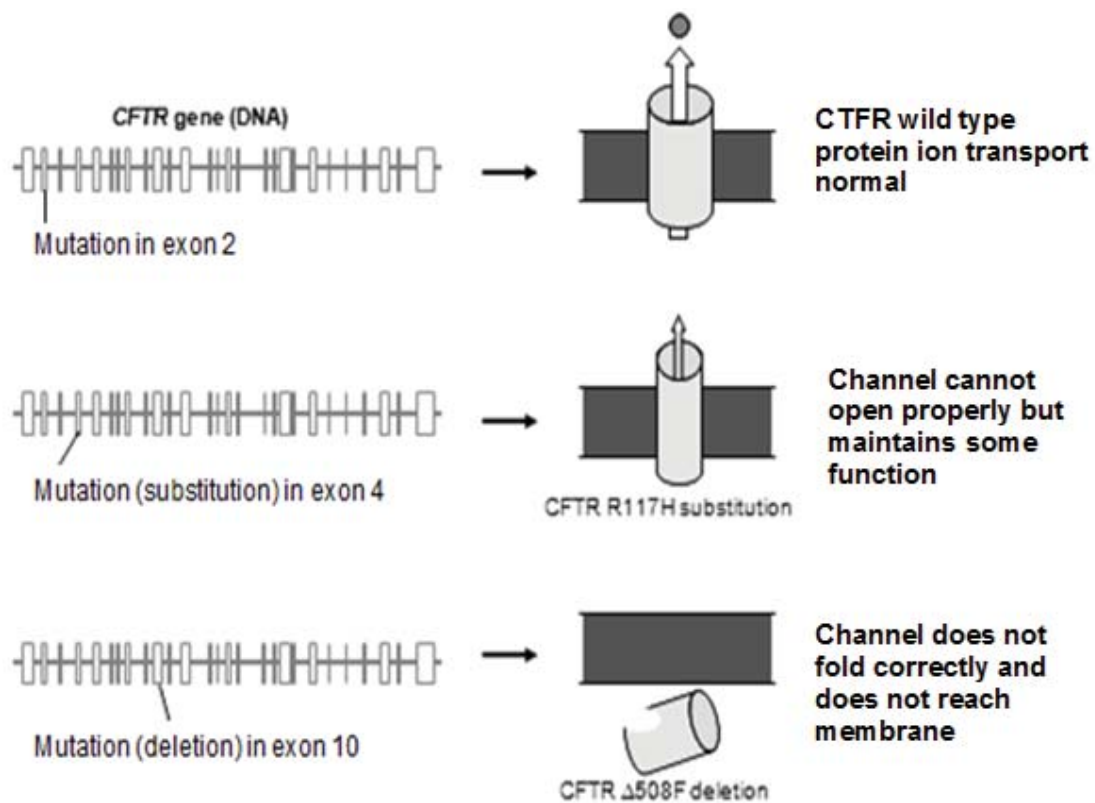 CFTR gene (DNA)
Mutation in exon 2
CTFR wild type
protein ion transport
normal
Mutation (substitution) in exon 4
CFTR R117H substitution
Channel cannot
open properly but
maintains some
function
Mutation (deletion) in exon 10
CFTR Δ508F deletion
Channel does not
fold correctly and
does not reach
membrane